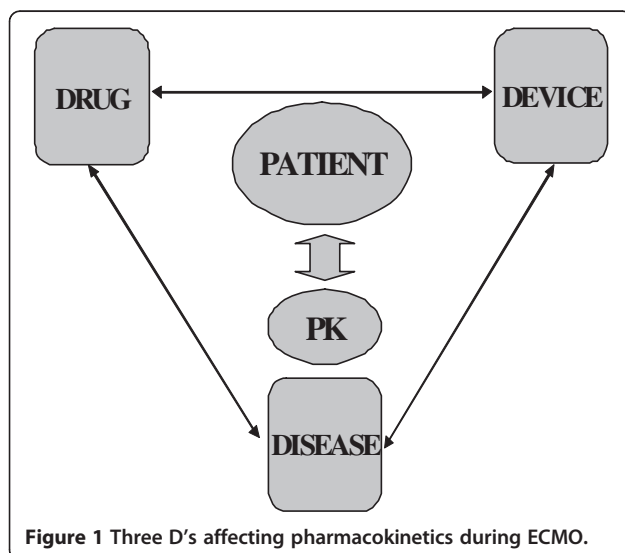 DRUG
DEVICE
PATIENT
PK
DISEASE
Figure 1 Three D's affecting pharmacokinetics during ECMO.